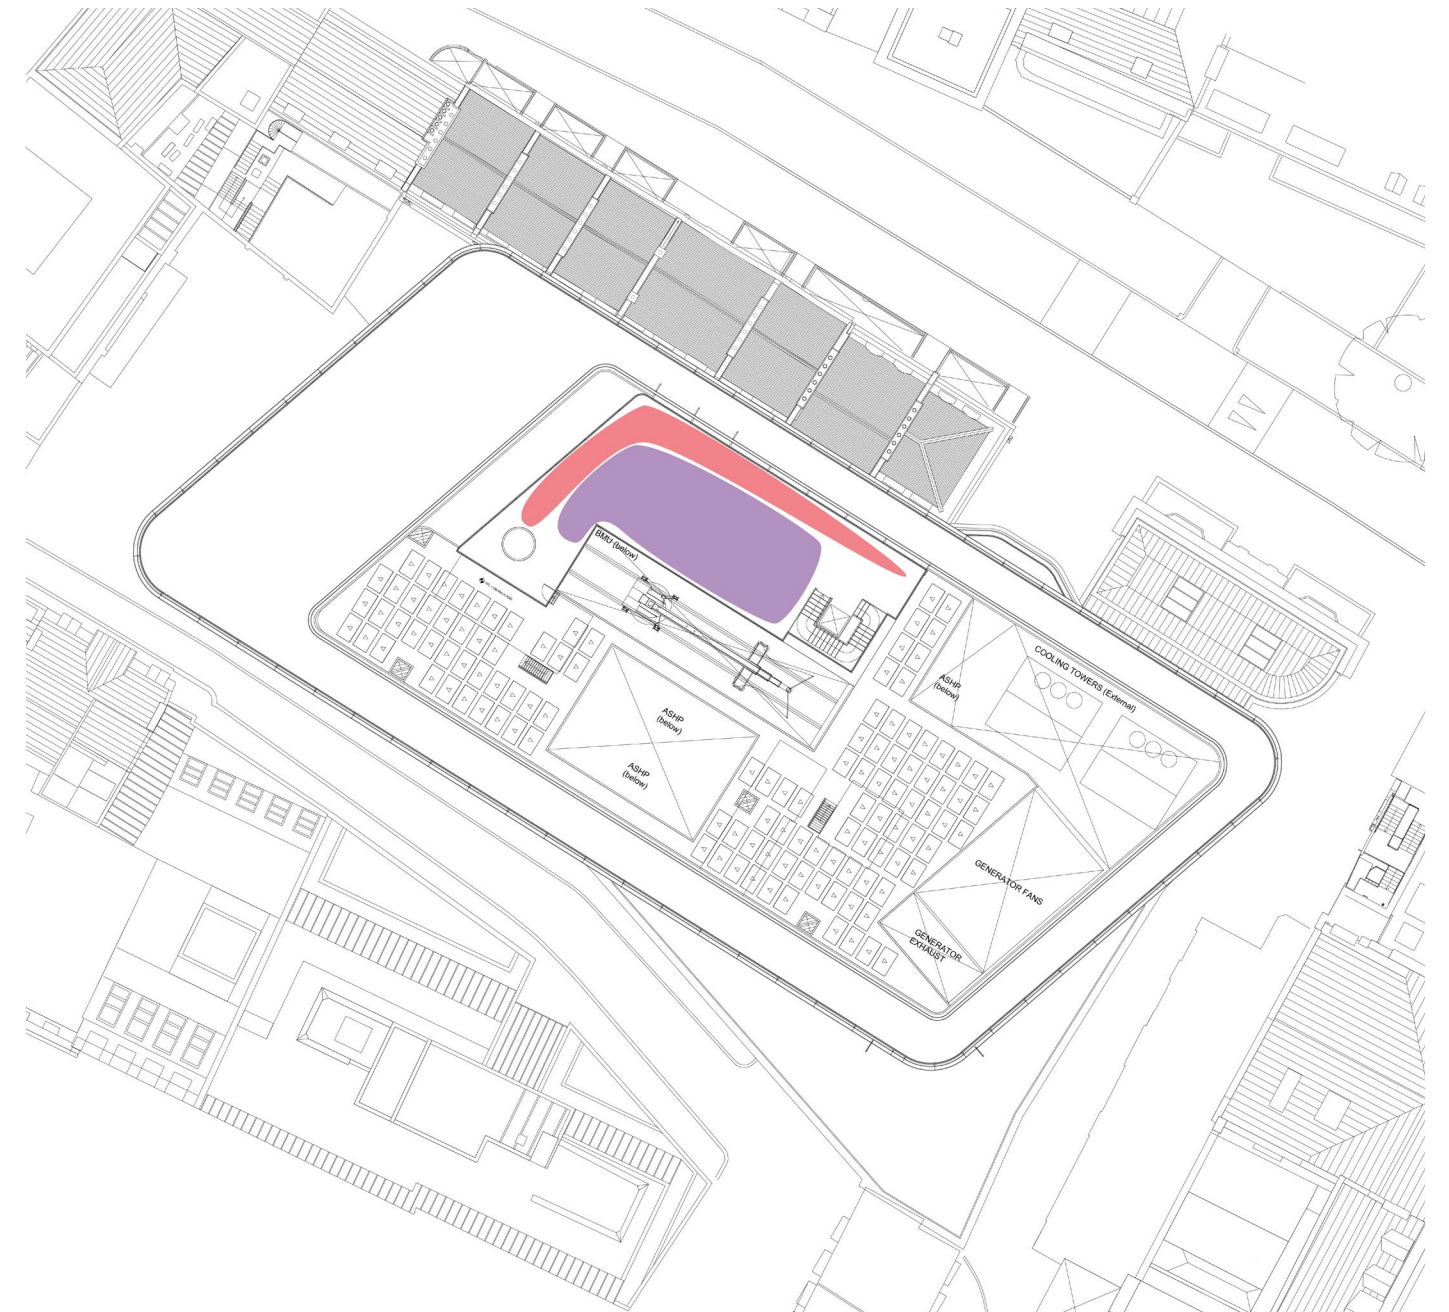 BMU (below)
COOLING TOWERS (External)
ASHP
(below)
ASHP
(below)
ASHP
(below)
GENERATOR FANS
GENERATOR
EXHAUST